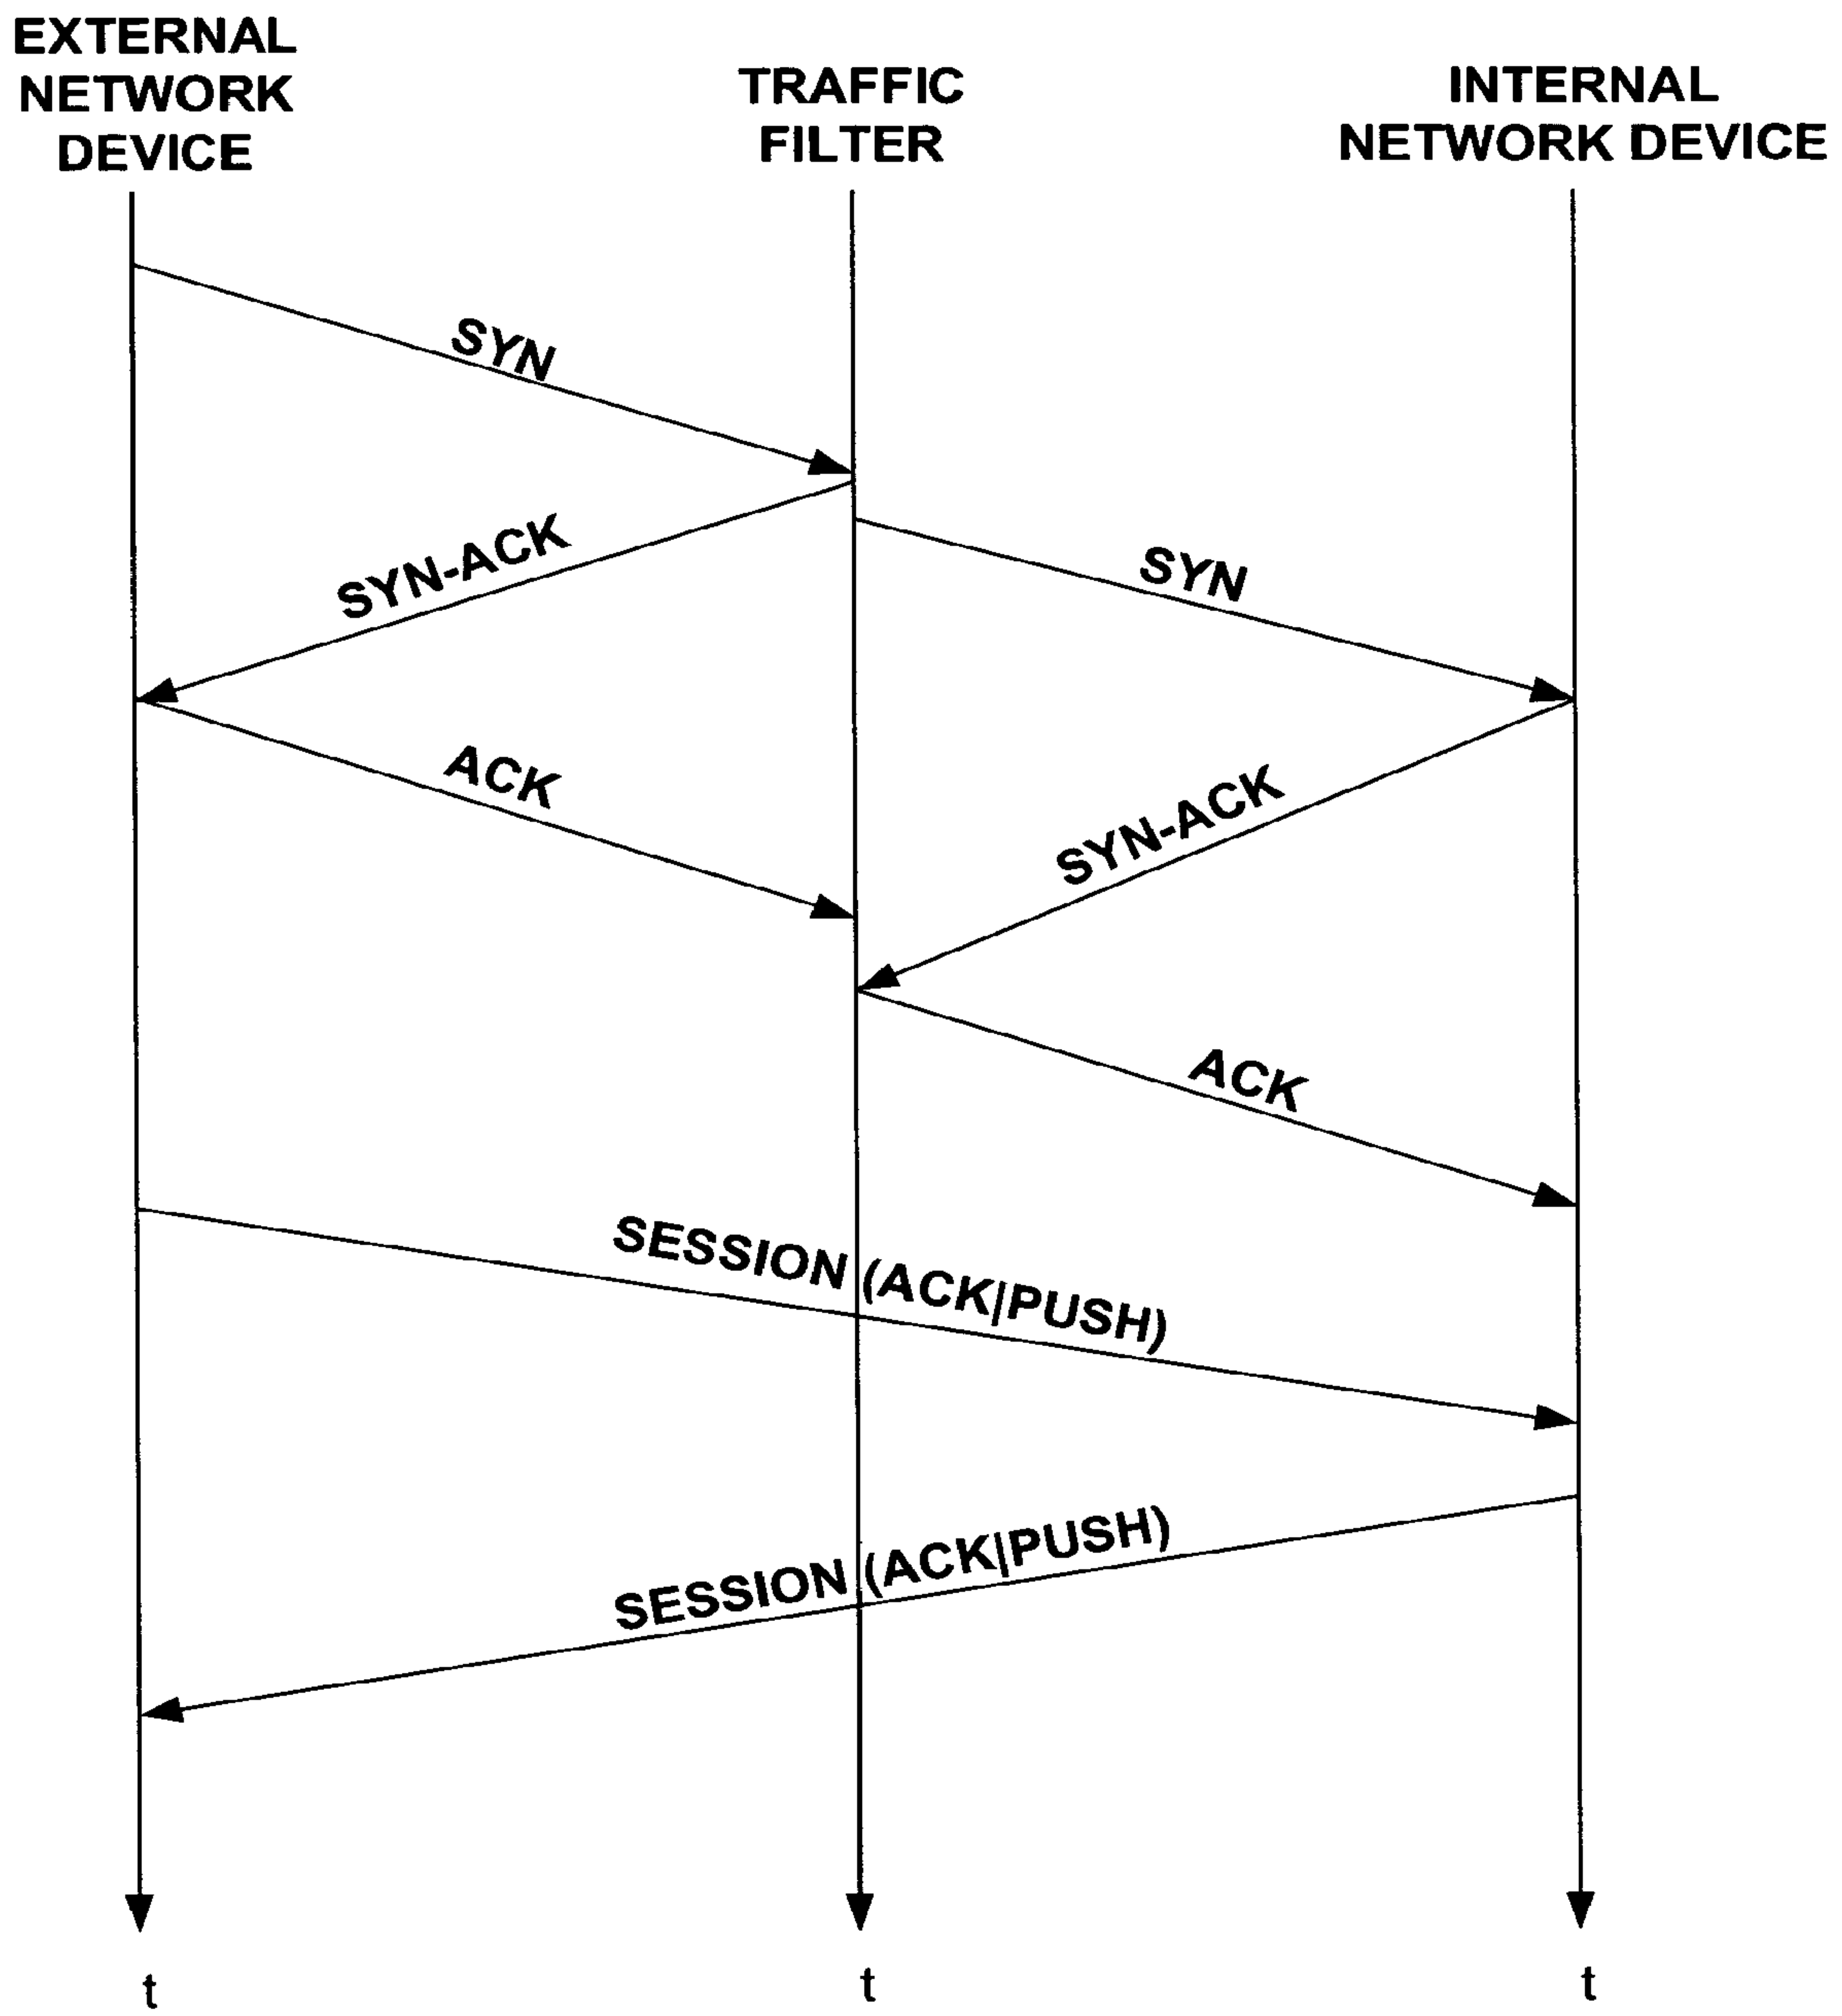 EXTERNAL
NETWORK
DEVICE
TRAFFIC
FILTER
INTERNAL
NETWORK DEVICE
SYN
SYN-ACK
SYN
ACK
SYN-ACK
ACK
SESSION (ACK|PUSH)
SESSION (ACK|PUSH)
t
t
t